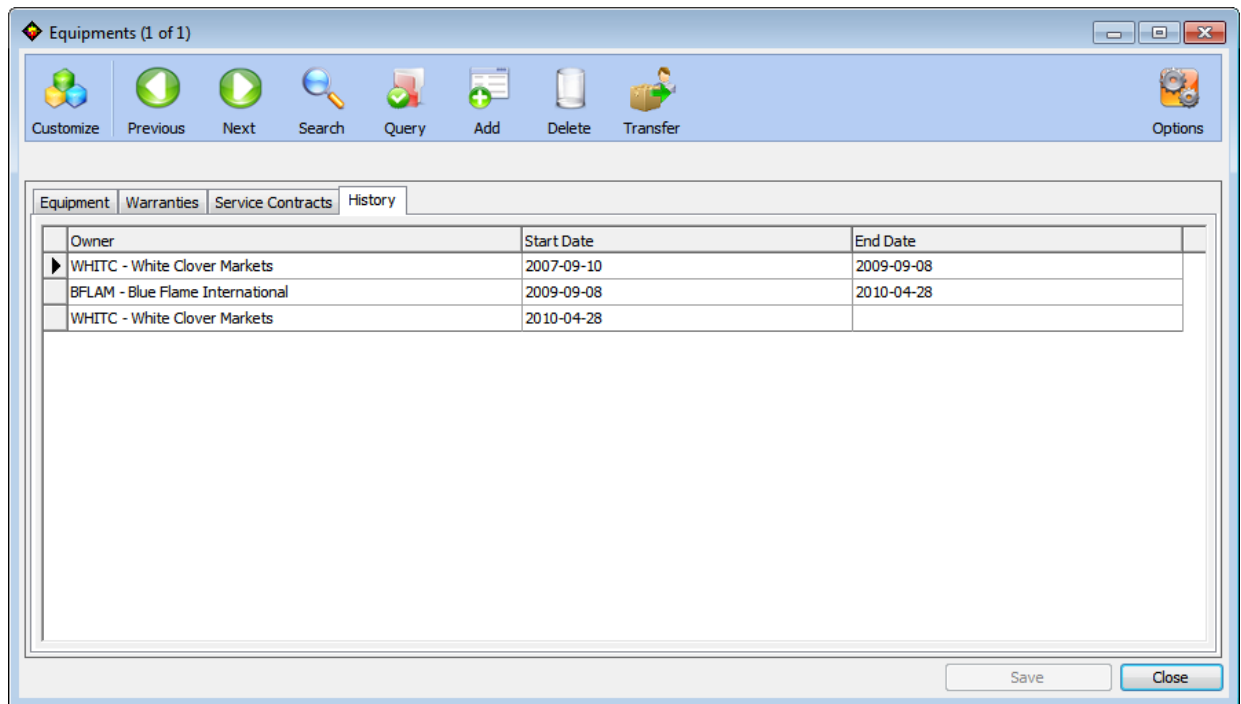 Equipments (1 of 1)
Customize Previous Next Search Query Add Delete Transfer Options
Equipment Warranties Service Contracts History
Owner Start Date End Date
WHITC - White Clover Markets 2007-09-10 2009-09-08
BFLAM - Blue Flame International 2009-09-08 2010-04-28
WHITC - White Clover Markets 2010-04-28
Save Close